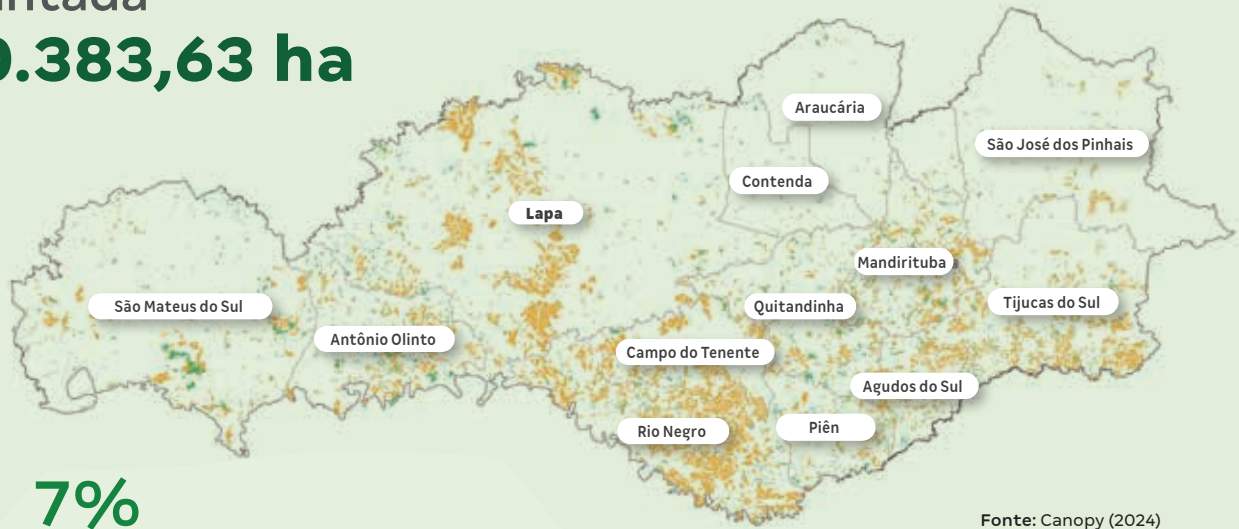 .383,63 ha
Araucária
São José dos Pinhais
Contenda
Lapa
Mandirituba
São Mateus do Sul
Quitandinha
Tijucas do Sul
Antônio Olinto
Campo do Tenente
Agudos do Sul
Rio Negro
Piên
7%
Fonte: Canopy (2024)